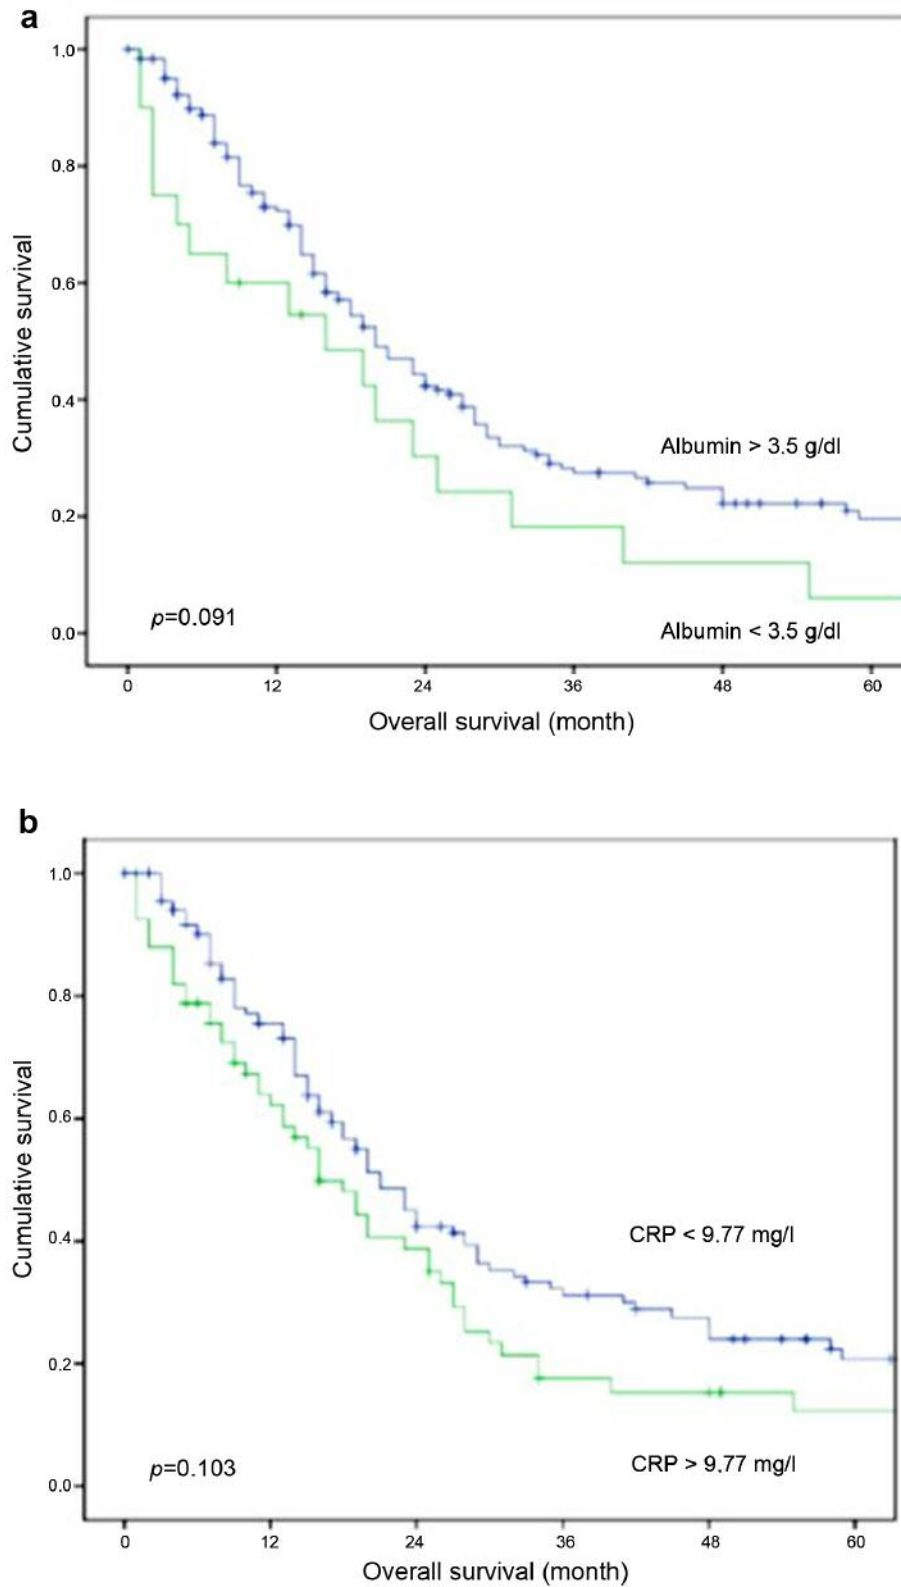 a
1.0
0.8
0.6
0.4
0.2
0.0
Cumulative survival
Albumin > 3.5 g/dl
p=0.091
Albumin < 3.5 g/dl
0 12 24 36 48 60
Overall survival (month)
b
1.0
0.8
0.6
0.4
0.2
0.0
Cumulative survival
CRP < 9.77 mg/l
p=0.103
CRP > 9.77 mg/l
0 12 24 36 48 60
Overall survival (month)